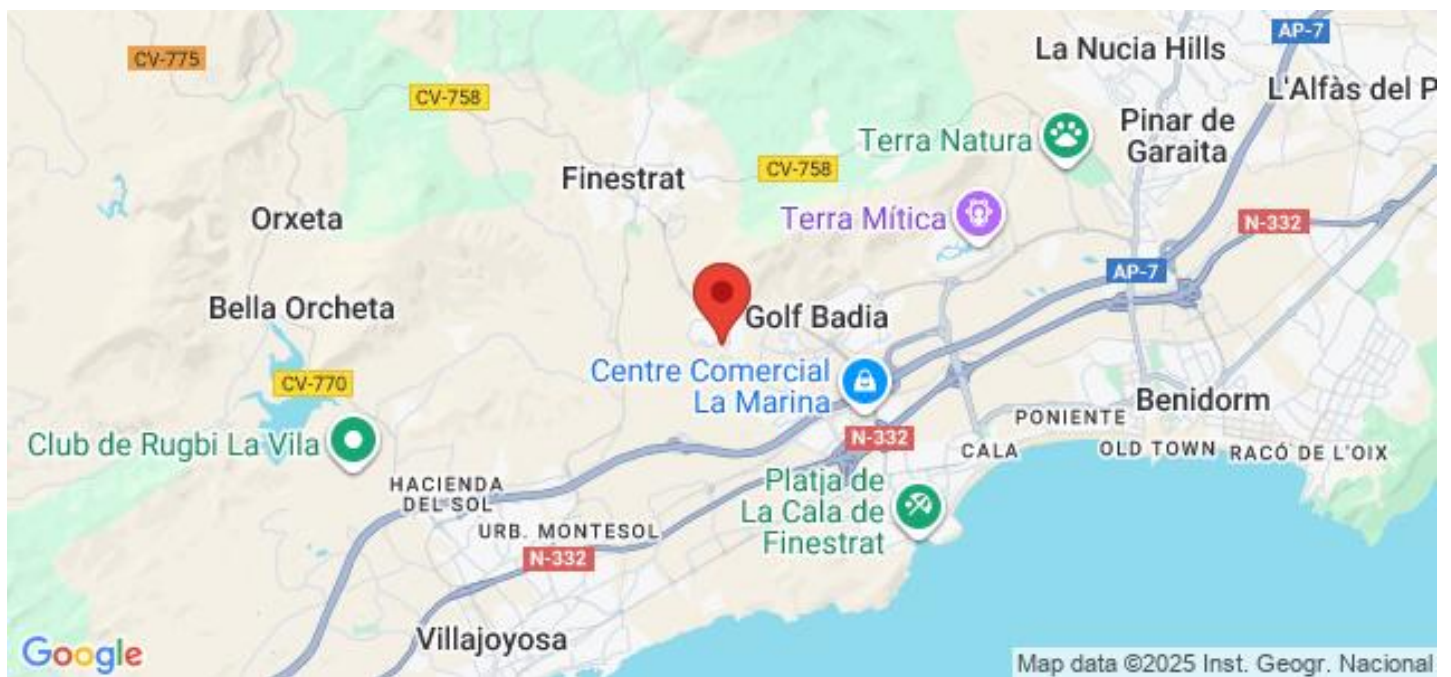 AP-7
La Nucia Hills
CV-775
L'Alfàs del P
CV-758
Terra Natura
Pinar de
Garaita
CV-758
Finestrat
Orxeta
Terra Mítica
N-332
AP-7
Bella Orcheta
Golf Badia
Centre Comercial
La Marina
CV-770
Benidorm
PONIENTE
N-332
Club de Rugbi La Vila
CALA
OLD TOWN
RACÓ DE L'OIX
HACIENDA
DEL SOL
Platja de
La Cala de
Finestrat
URB. MONTESOL
N-332
Villajoyosa
Google
Map data ©2025 Inst. Geogr. Nacional